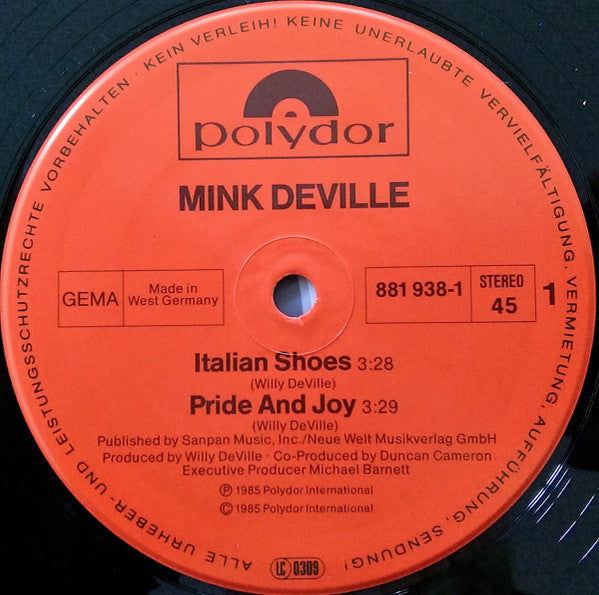 polydor
MINK DEVILLE
GEMA
Made in
West Germany
881 938-1
STEREO
45
1
Italian Shoes 3:28
(Willy DeVille)
Pride And Joy 3:29
(Willy DeVille)
Published by Sanpan Music, Inc./Neue Welt Musikverlag GmbH
Produced by Willy DeVille · Co-Produced by Duncan Cameron
Executive Producer Michael Barnett
Ⓟ 1985 Polydor International
© 1985 Polydor International
LC 0309
ALLE URHEBER- UND LEISTUNGSSCHUTZRECHTE VORBEHALTEN · KEIN VERLEIH! KEINE UNERLAUBTE VERVIELFÄLTIGUNG, VERMIETUNG, AUFFÜHRUNG, SENDUNG!